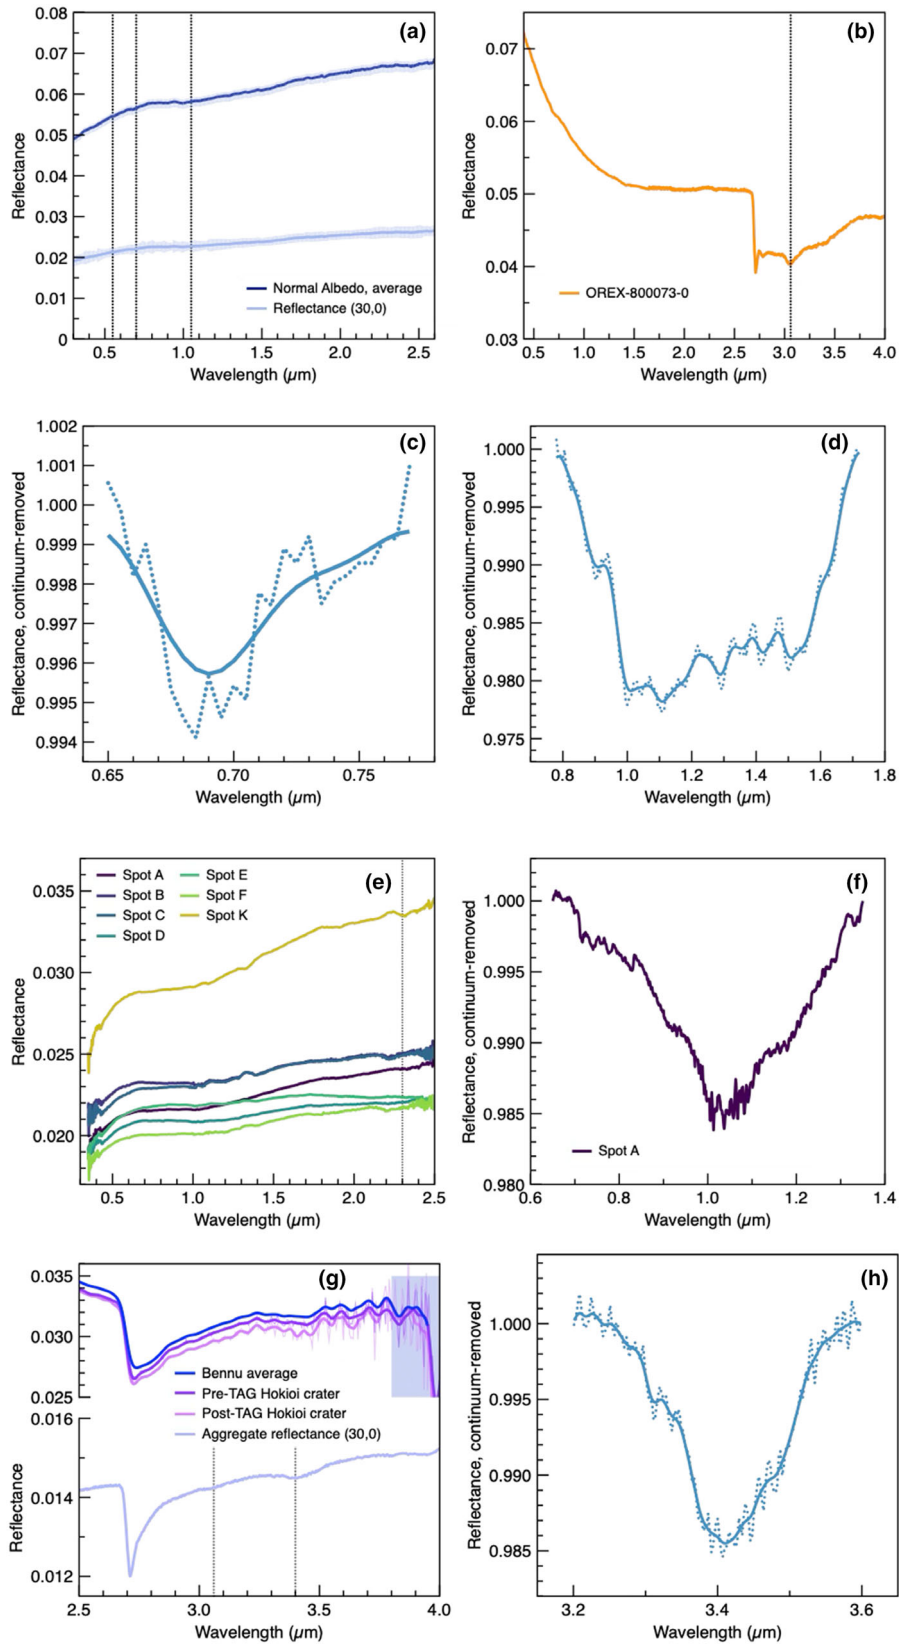 (a)
0.08
0.07
0.06
0.05
0.04
0.03
0.02
0.01
0
Reflectance
Normal Albedo, average
Reflectance (30,0)
0.5 1.0 1.5 2.0 2.5
Wavelength (µm)
(b)
0.07
0.06
0.05
0.04
0.03
Reflectance
OREX-800073-0
0.5 1.0 1.5 2.0 2.5 3.0 3.5 4.0
Wavelength (µm)
(c)
1.002
1.001
1.000
0.999
0.998
0.997
0.996
0.995
0.994
Reflectance, continuum-removed
0.65 0.70 0.75
Wavelength (µm)
(d)
1.000
0.995
0.990
0.985
0.980
0.975
Reflectance, continuum-removed
0.8 1.0 1.2 1.4 1.6 1.8
Wavelength (µm)
(e)
Spot A Spot E
Spot B Spot F
Spot C Spot K
Spot D
0.035
0.030
0.025
0.020
Reflectance
0.5 1.0 1.5 2.0 2.5
Wavelength (µm)
(f)
1.000
0.995
0.990
0.985
0.980
Reflectance, continuum-removed
Spot A
0.6 0.8 1.0 1.2 1.4
Wavelength (µm)
(g)
0.035
0.030
0.025
Bennu average
Pre-TAG Hokioi crater
Post-TAG Hokioi crater
Aggregate reflectance (30,0)
0.016
0.014
0.012
Reflectance
2.5 3.0 3.5 4.0
Wavelength (µm)
(h)
1.000
0.995
0.990
0.985
Reflectance, continuum-removed
3.2 3.4 3.6
Wavelength (µm)